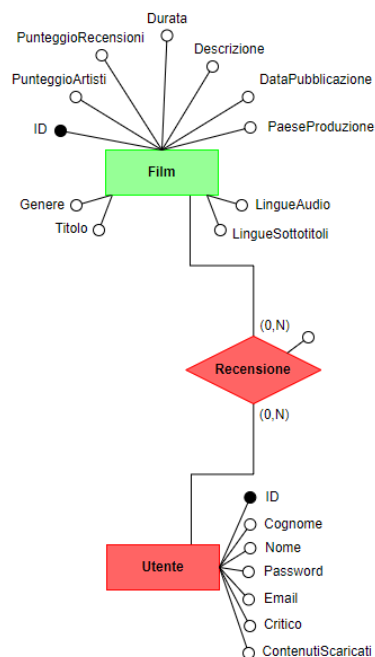 Durata
PunteggioRecensioni
Descrizione
PunteggioArtisti
DataPubblicazione
ID
PaeseProduzione
Film
Genere
LingueAudio
Titolo
LingueSottotitoli
(0,N)
Recensione
(0,N)
ID
Cognome
Nome
Utente
Password
Email
Critico
ContenutiScaricati